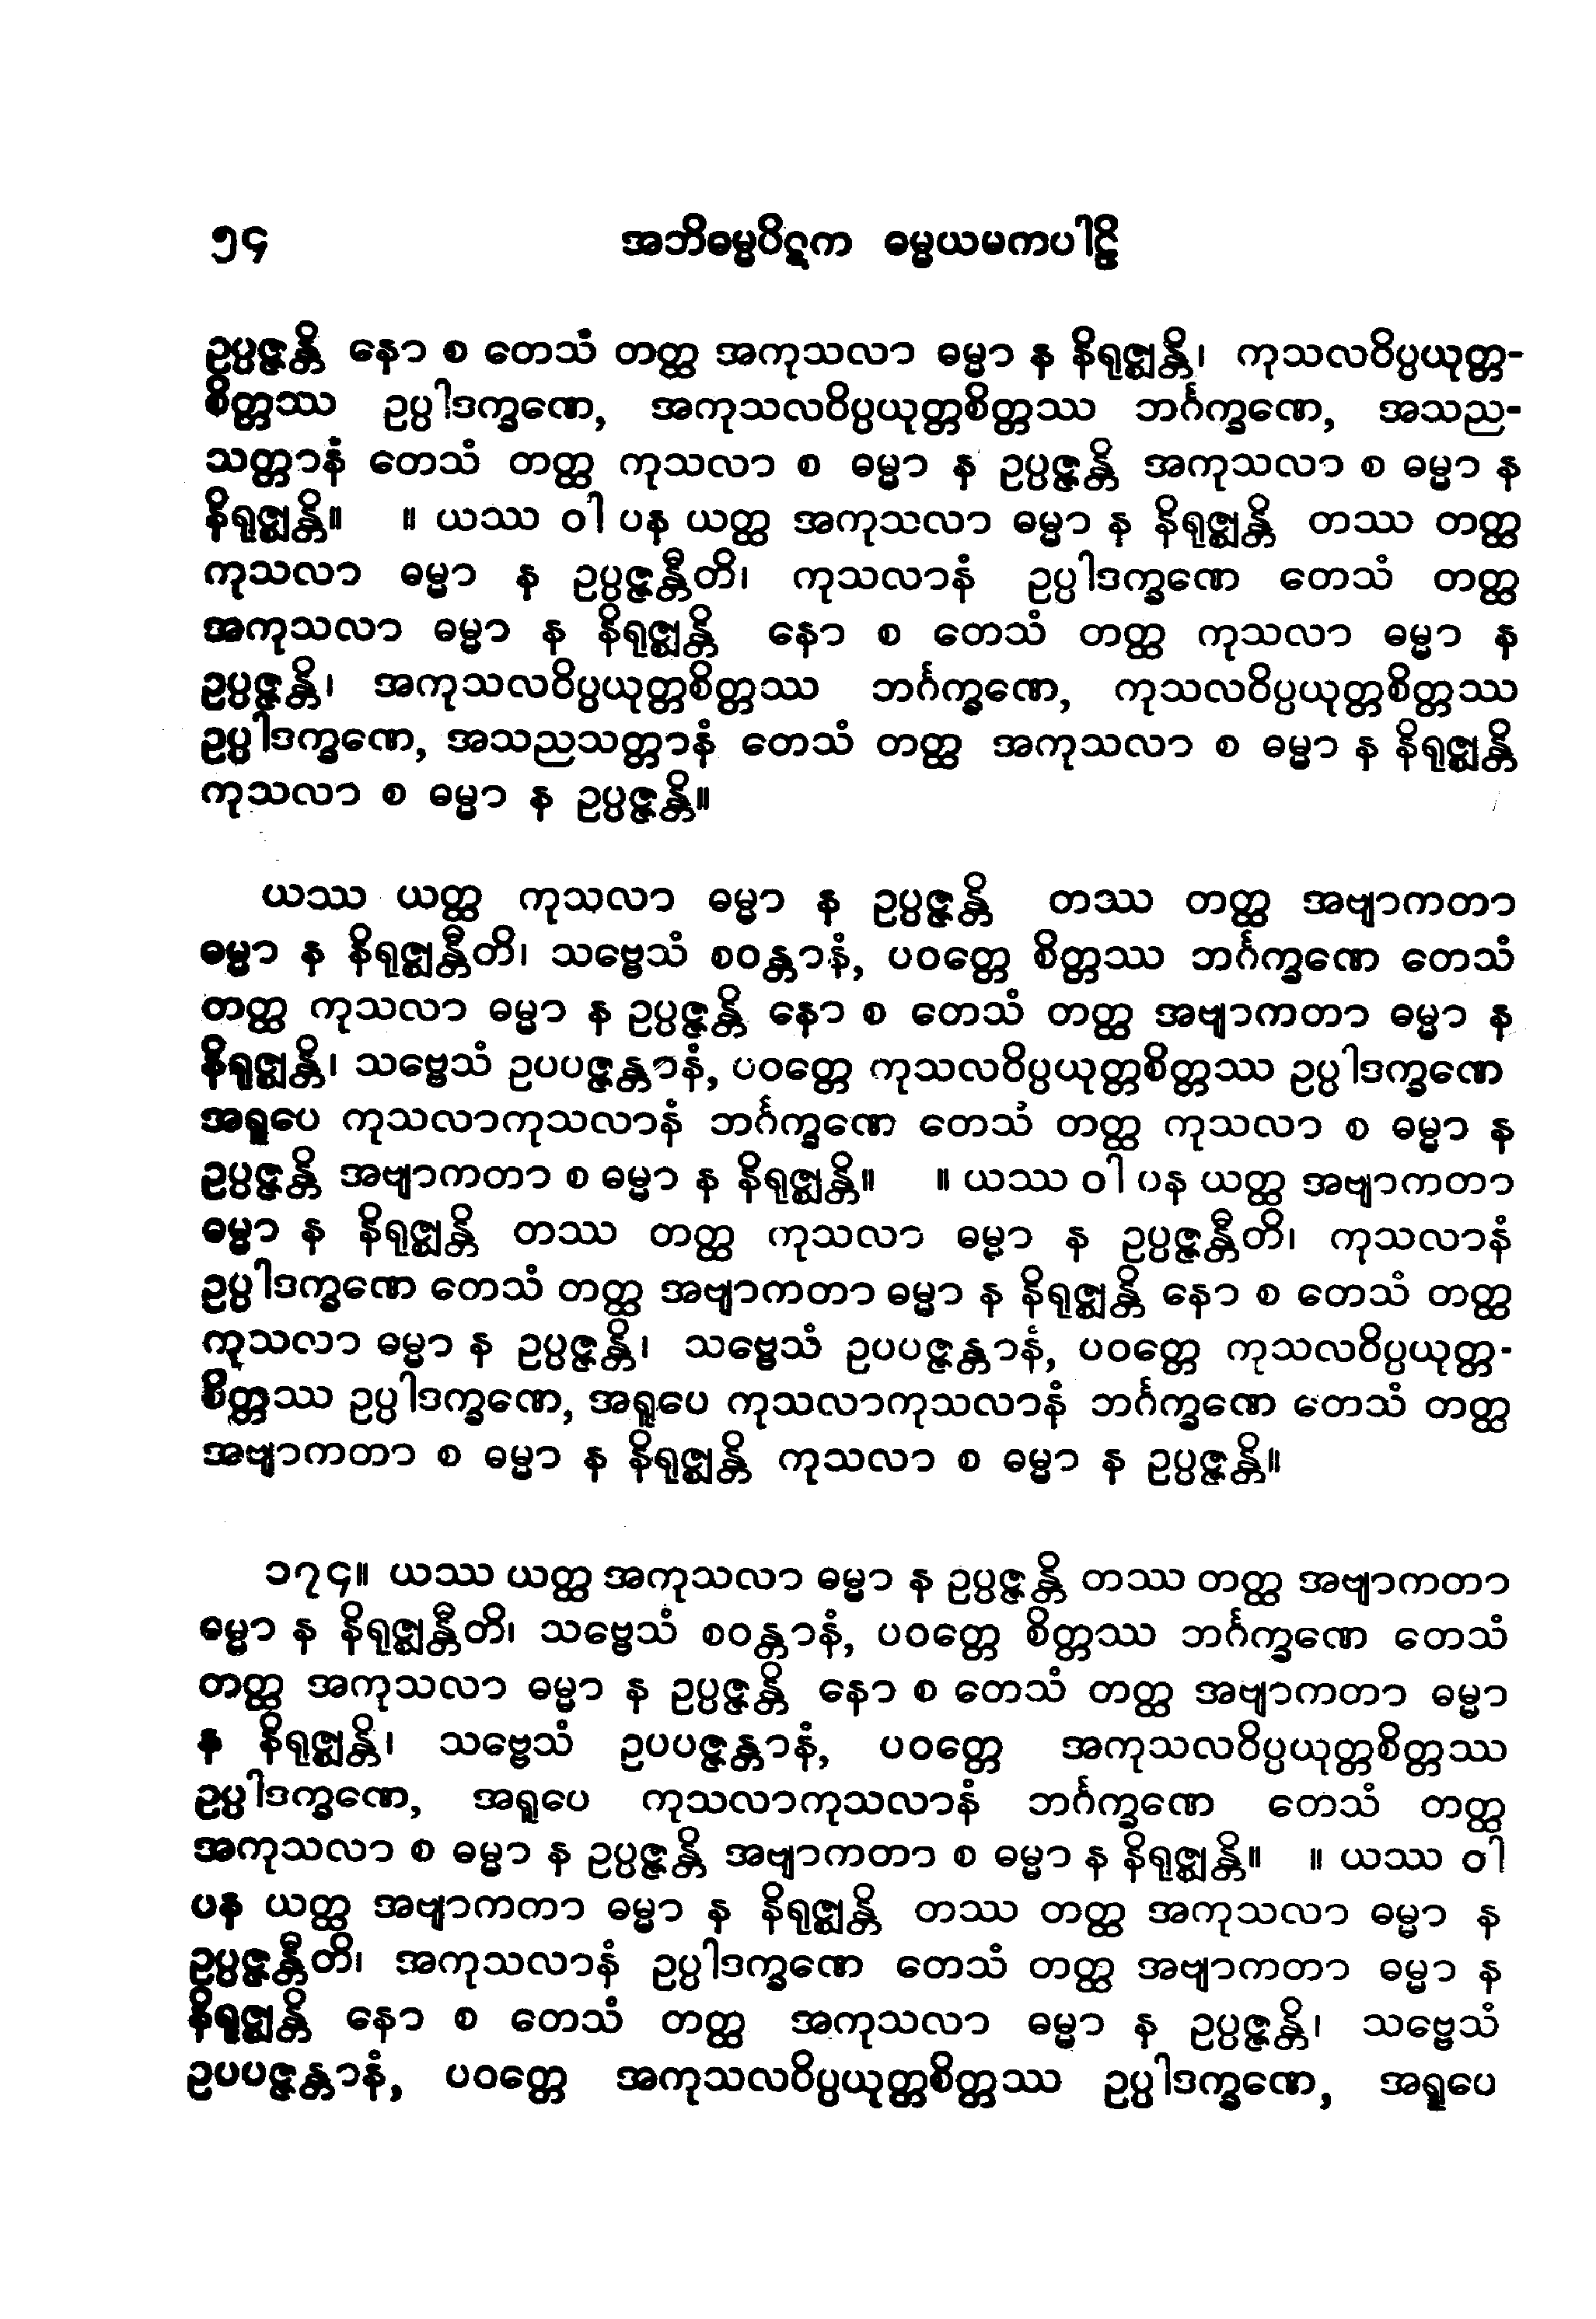 ၅၄ အဘိဓမ္မပိဋက ဓမ္မယမကပါဠိ
ဥပ္ပဇ္ဇန္တိ နော စ တေသံ တတ္ထ အကုသလာ ဓမ္မာ န နိရုဇ္ဈန္တိ၊ ကုသလဝိပ္ပယုတ္တ-
စိတ္တဿ ဥပ္ပါဒက္ခဏေ, အကုသလဝိပ္ပယုတ္တစိတ္တဿ ဘင်္ဂက္ခဏေ, အသည-
သတ္တာနံ တေသံ တတ္ထ ကုသလာ စ ဓမ္မာ န ဥပ္ပဇ္ဇန္တိ အကုသလာ စ ဓမ္မာ န
နိရုဇ္ဈန္တိ။ ။ ယဿ ဝါ ပန ယတ္ထ အကုသလာ ဓမ္မာ န နိရုဇ္ဈန္တိ တဿ တတ္ထ
ကုသလာ ဓမ္မာ န ဥပ္ပဇ္ဇန္တီတိ၊ ကုသလာနံ ဥပ္ပါဒက္ခဏေ တေသံ တတ္ထ
အကုသလာ ဓမ္မာ န နိရုဇ္ဈန္တိ နော စ တေသံ တတ္ထ ကုသလာ ဓမ္မာ န
ဥပ္ပဇ္ဇန္တိ၊ အကုသလဝိပ္ပယုတ္တစိတ္တဿ ဘင်္ဂက္ခဏေ, ကုသလဝိပ္ပယုတ္တစိတ္တဿ
ဥပ္ပါဒက္ခဏေ, အသညသတ္တာနံ တေသံ တတ္ထ အကုသလာ စ ဓမ္မာ န နိရုဇ္ဈန္တိ
ကုသလာ စ ဓမ္မာ န ဥပ္ပဇ္ဇန္တိ။
ယဿ ယတ္ထ ကုသလာ ဓမ္မာ န ဥပ္ပဇ္ဇန္တိ တဿ တတ္ထ အဗျာကတာ
ဓမ္မာ န နိရုဇ္ဈန္တီတိ၊ သဗ္ဗေသံ စဝန္တာနံ, ပဝတ္တေ စိတ္တဿ ဘင်္ဂက္ခဏေ တေသံ
တတ္ထ ကုသလာ ဓမ္မာ န ဥပ္ပဇ္ဇန္တိ နော စ တေသံ တတ္ထ အဗျာကတာ ဓမ္မာ န
နိရုဇ္ဈန္တိ၊ သဗ္ဗေသံ ဥပပဇ္ဇန္တာနံ, ပဝတ္တေ ကုသလဝိပ္ပယုတ္တစိတ္တဿ ဥပ္ပါဒက္ခဏေ
အရူပေ ကုသလာကုသလာနံ ဘင်္ဂက္ခဏေ တေသံ တတ္ထ ကုသလာ စ ဓမ္မာ န
ဥပ္ပဇ္ဇန္တိ အဗျာကတာ စ ဓမ္မာ န နိရုဇ္ဈန္တိ။ ။ ယဿ ဝါ ပန ယတ္ထ အဗျာကတာ
ဓမ္မာ န နိရုဇ္ဈန္တိ တဿ တတ္ထ ကုသလာ ဓမ္မာ န ဥပ္ပဇ္ဇန္တီတိ၊ ကုသလာနံ
ဥပ္ပါဒက္ခဏေ တေသံ တတ္ထ အဗျာကတာ ဓမ္မာ န နိရုဇ္ဈန္တိ နော စ တေသံ တတ္ထ
ကုသလာ ဓမ္မာ န ဥပ္ပဇ္ဇန္တိ၊ သဗ္ဗေသံ ဥပပဇ္ဇန္တာနံ, ပဝတ္တေ ကုသလဝိပ္ပယုတ္တ-
စိတ္တဿ ဥပ္ပါဒက္ခဏေ, အရူပေ ကုသလာကုသလာနံ ဘင်္ဂက္ခဏေ တေသံ တတ္ထ
အဗျာကတာ စ ဓမ္မာ န နိရုဇ္ဈန္တိ ကုသလာ စ ဓမ္မာ န ဥပ္ပဇ္ဇန္တိ။
၁၇၄။ ယဿ ယတ္ထ အကုသလာ ဓမ္မာ န ဥပ္ပဇ္ဇန္တိ တဿ တတ္ထ အဗျာကတာ
ဓမ္မာ န နိရုဇ္ဈန္တီတိ၊ သဗ္ဗေသံ စဝန္တာနံ, ပဝတ္တေ စိတ္တဿ ဘင်္ဂက္ခဏေ တေသံ
တတ္ထ အကုသလာ ဓမ္မာ န ဥပ္ပဇ္ဇန္တိ နော စ တေသံ တတ္ထ အဗျာကတာ ဓမ္မာ
န နိရုဇ္ဈန္တိ၊ သဗ္ဗေသံ ဥပပဇ္ဇန္တာနံ, ပဝတ္တေ အကုသလဝိပ္ပယုတ္တစိတ္တဿ
ဥပ္ပါဒက္ခဏေ, အရူပေ ကုသလာကုသလာနံ ဘင်္ဂက္ခဏေ တေသံ တတ္ထ
အကုသလာ စ ဓမ္မာ န ဥပ္ပဇ္ဇန္တိ အဗျာကတာ စ ဓမ္မာ န နိရုဇ္ဈန္တိ။ ။ ယဿ ဝါ
ပန ယတ္ထ အဗျာကတာ ဓမ္မာ န နိရုဇ္ဈန္တိ တဿ တတ္ထ အကုသလာ ဓမ္မာ န
ဥပ္ပဇ္ဇန္တီတိ၊ အကုသလာနံ ဥပ္ပါဒက္ခဏေ တေသံ တတ္ထ အဗျာကတာ ဓမ္မာ န
နိရုဇ္ဈန္တိ နော စ တေသံ တတ္ထ အကုသလာ ဓမ္မာ န ဥပ္ပဇ္ဇန္တိ၊ သဗ္ဗေသံ
ဥပပဇ္ဇန္တာနံ, ပဝတ္တေ အကုသလဝိပ္ပယုတ္တစိတ္တဿ ဥပ္ပါဒက္ခဏေ, အရူပေ